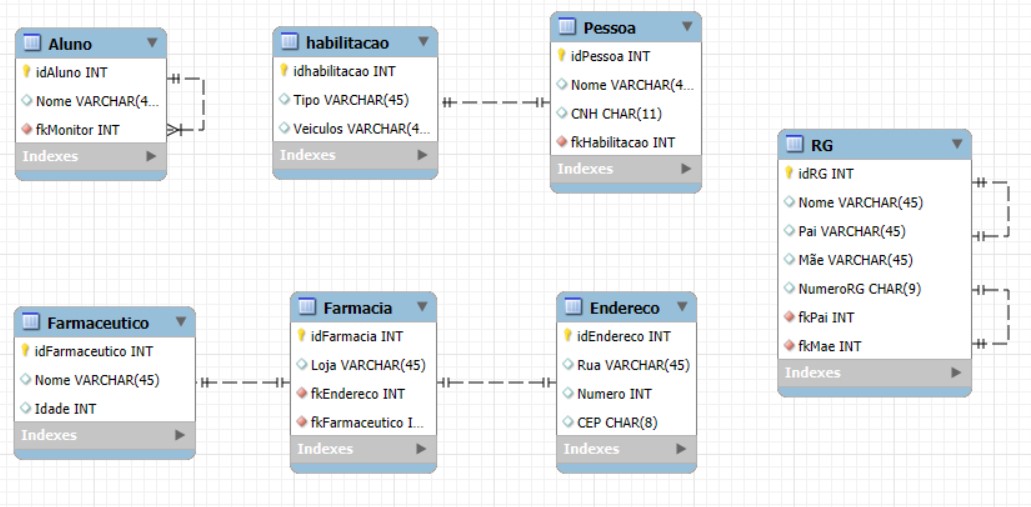 Aluno
idAluno INT
Nome VARCHAR(4...
fkMonitor INT
Indexes
habilitacao
idhabilitacao INT
Tipo VARCHAR(45)
Veiculos VARCHAR(4...
Indexes
Pessoa
idPessoa INT
Nome VARCHAR(4...
CNH CHAR(11)
fkHabilitacao INT
Indexes
RG
idRG INT
Nome VARCHAR(45)
Pai VARCHAR(45)
Mãe VARCHAR(45)
NumeroRG CHAR(9)
fkPai INT
fkMae INT
Indexes
Farmaceutico
idFarmaceutico INT
Nome VARCHAR(45)
Idade INT
Indexes
Farmacia
idFarmacia INT
Loja VARCHAR(45)
fkEndereco INT
fkFarmaceutico I...
Indexes
Endereco
idEndereco INT
Rua VARCHAR(45)
Numero INT
CEP CHAR(8)
Indexes